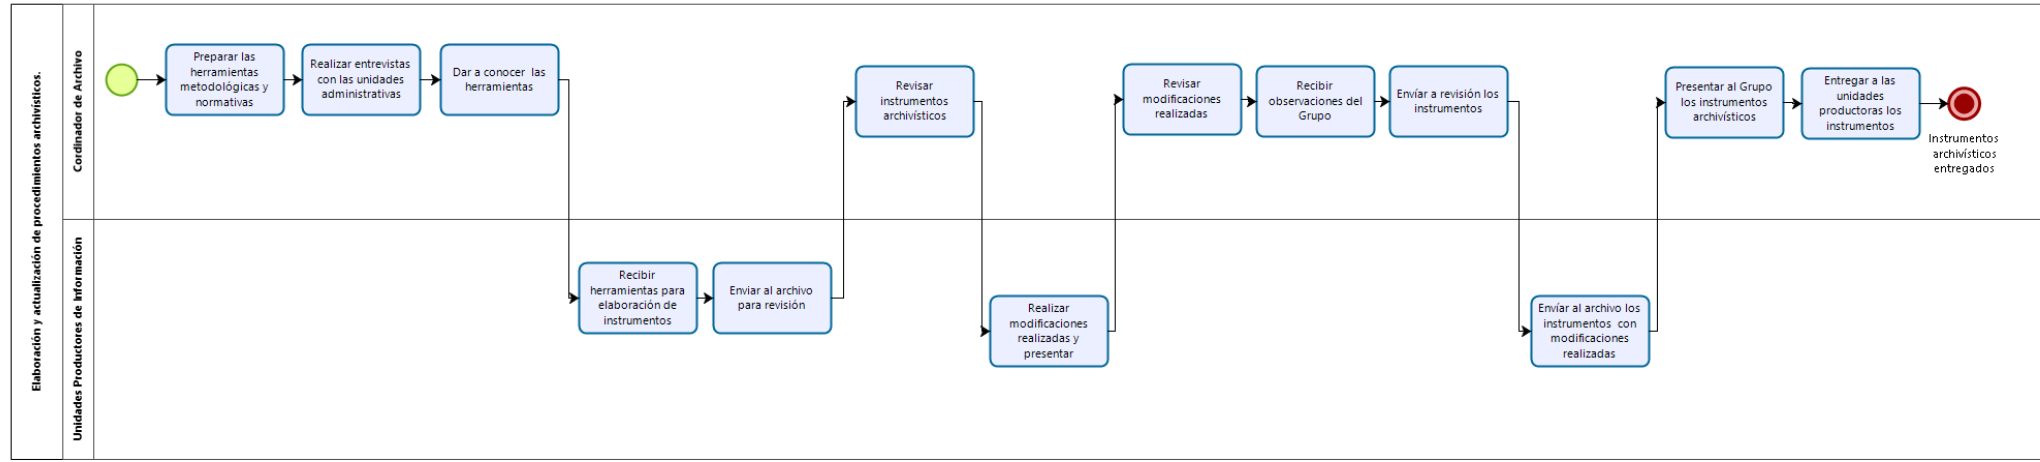 Elaboración y actualización de procedimientos archivísticos.
Cordinador de Archivo
Preparar las
herramientas
metodológicas y
normativas
Realizar entrevistas
con las unidades
administrativas
Dar a conocer las
herramientas
Revisar
instrumentos
archivísticos
Revisar
modificaciones
realizadas
Recibir
observaciones del
Grupo
Envíar a revisión los
instrumentos
Presentar al Grupo
los instrumentos
archivísticos
Entregar a las
unidades
productoras los
instrumentos
Instrumentos
archivísticos
entregados
Unidades Productores de Información
Recibir
herramientas para
elaboración de
instrumentos
Enviar al archivo
para revisión
Realizar
modificaciones
realizadas y
presentar
Envíar al archivo los
instrumentos con
modificaciones
realizadas